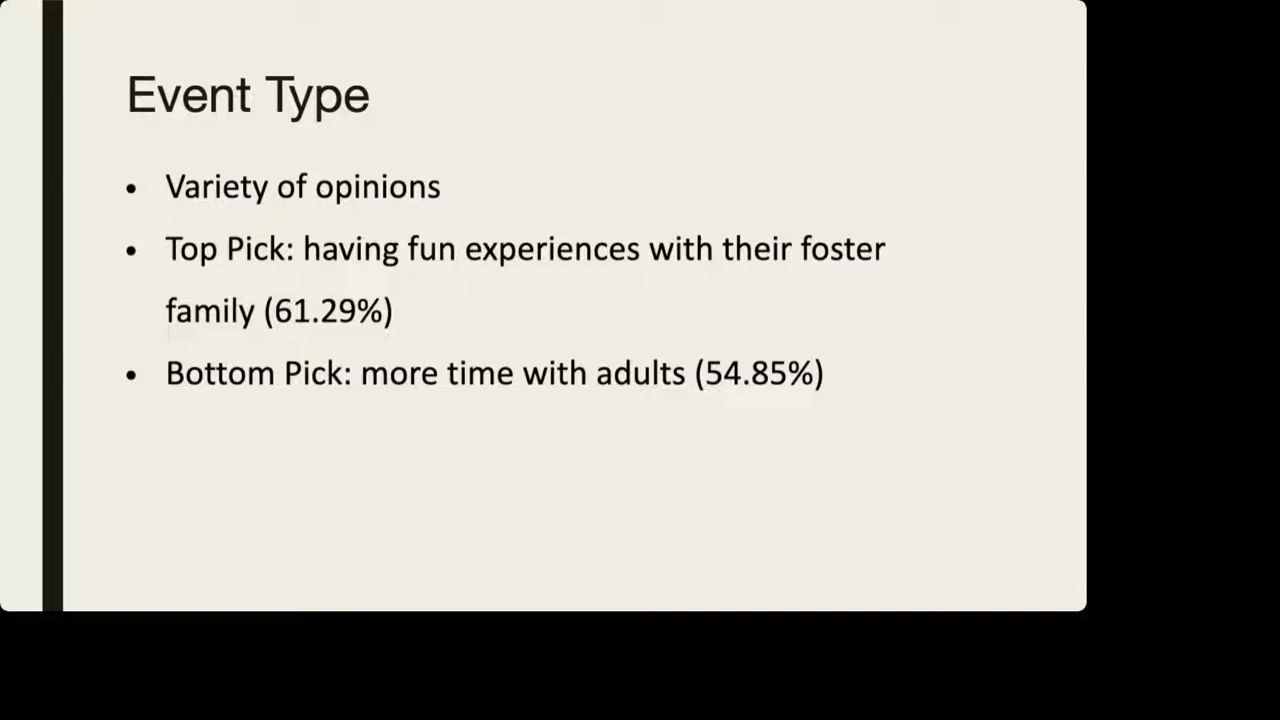 Event Type
• Variety of opinions
• Top Pick: having fun experiences with their foster
family (61.29%)
• Bottom Pick: more time with adults (54.85%)